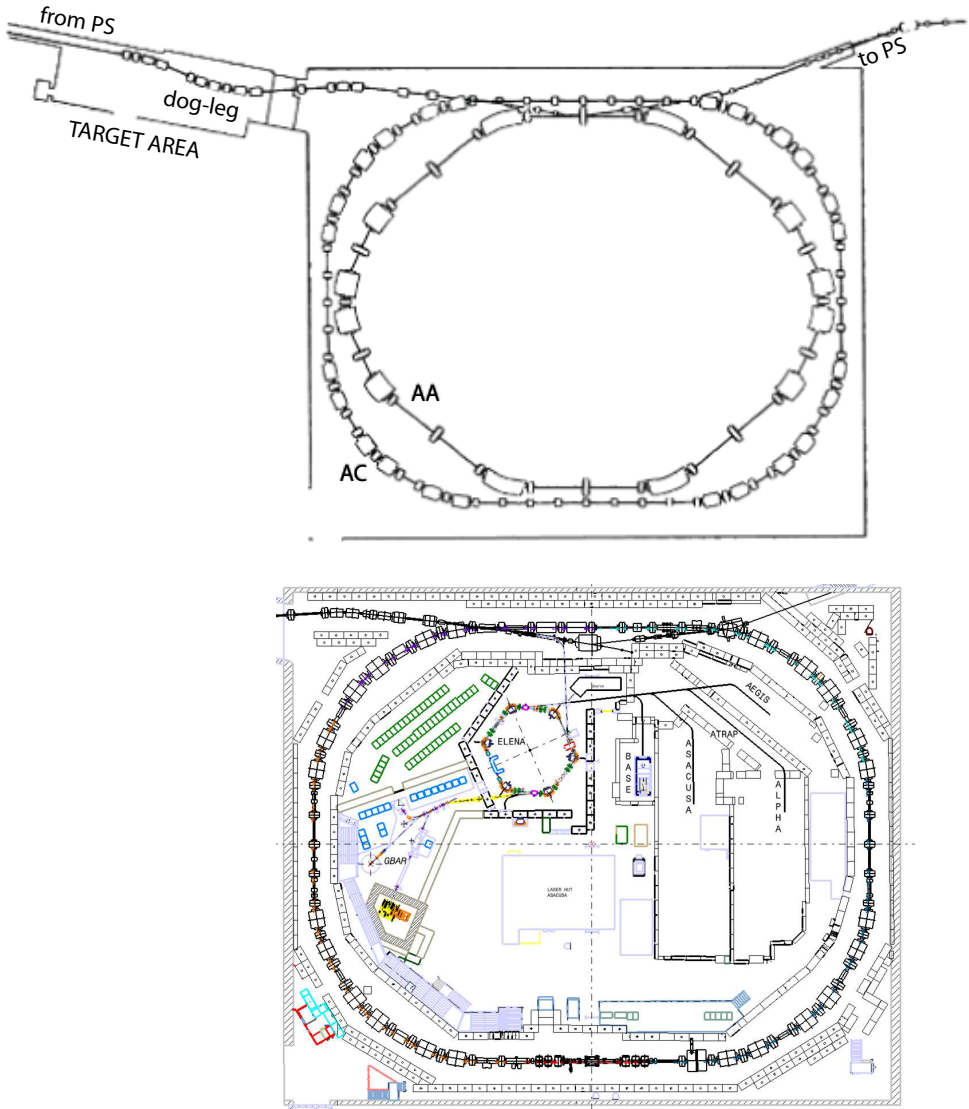 from PS
to PS
dog-leg
TARGET AREA
AA
AC
AEGIS
ELENA
ATRAP
BASE
ASACUSA
ALPHA
GBAR
LASER HUT
ASACUSA